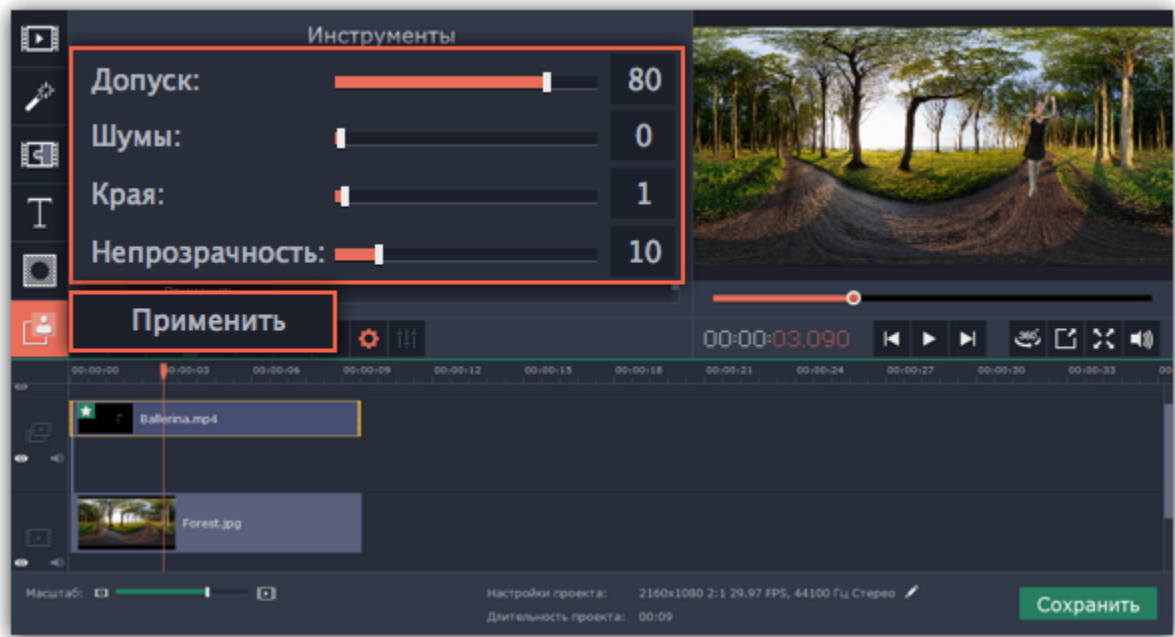 Инструменты
Допуск: 80
Шумы: 0
Края: 1
Непрозрачность: 10
Применить
00:00:03.090
360°
00:00:00 00:00:03 00:00:06 00:00:09 00:00:12 00:00:15 00:00:18 00:00:21 00:00:24 00:00:27 00:00:30 00:00:33
Ballerina.mp4
Forest.jpg
Масштаб:
Настройки проекта: 2160x1080 2:1 29.97 FPS, 44100 Гц Стерео
Длительность проекта: 00:09
Сохранить